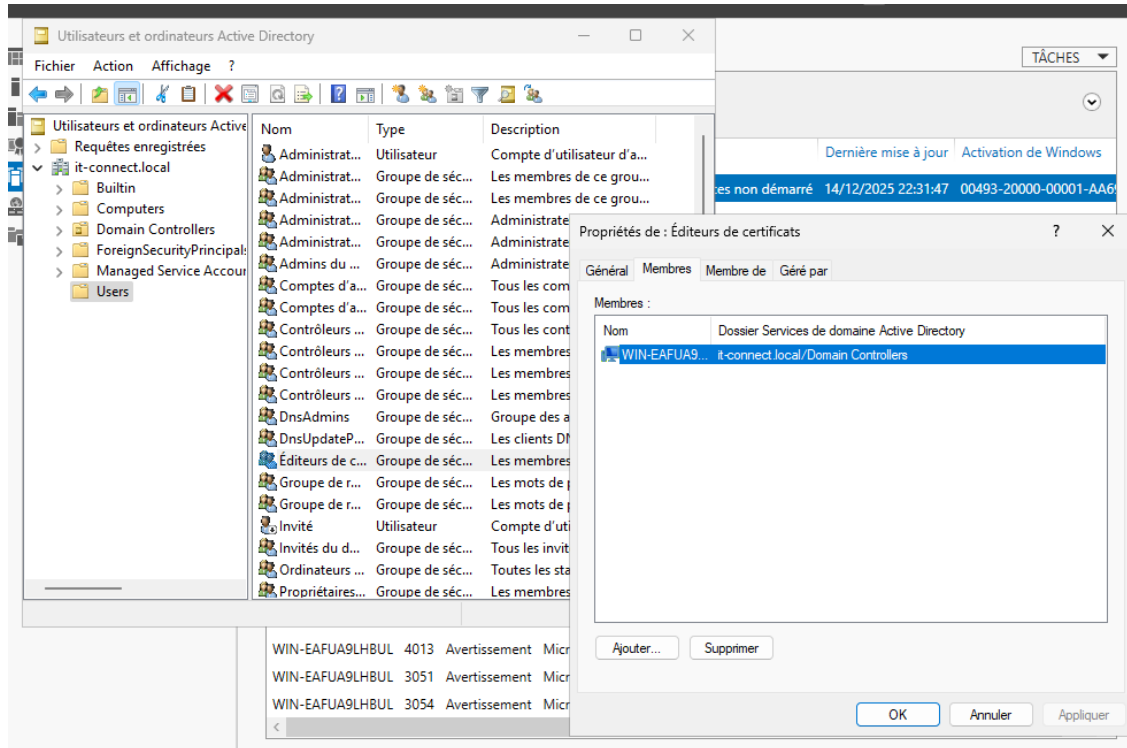 Utilisateurs et ordinateurs Active Directory
Fichier Action Affichage ?
TÂCHES
Utilisateurs et ordinateurs Active
Requêtes enregistrées
it-connect.local
Builtin
Computers
Domain Controllers
ForeignSecurityPrincipal
Managed Service Accour
Users
Nom Type Description
Administrat... Utilisateur Compte d'utilisateur d'a...
Administrat... Groupe de séc... Les membres de ce grou...
Administrat... Groupe de séc... Les membres de ce grou...
Administrat... Groupe de séc... Administrate
Administrat... Groupe de séc... Administrate
Admins du ... Groupe de séc... Administrate
Comptes d'a... Groupe de séc... Tous les com
Comptes d'a... Groupe de séc... Tous les com
Contrôleurs ... Groupe de séc... Tous les cont
Contrôleurs ... Groupe de séc... Les membres
Contrôleurs ... Groupe de séc... Les membres
Contrôleurs ... Groupe de séc... Les membres
DnsAdmins Groupe de séc... Groupe des a
DnsUpdateP... Groupe de séc... Les clients DN
Éditeurs de c... Groupe de séc... Les membres
Groupe de r... Groupe de séc... Les mots de p
Groupe de r... Groupe de séc... Les mots de p
Invité Utilisateur Compte d'uti
Invités du d... Groupe de séc... Tous les invit
Ordinateurs ... Groupe de séc... Toutes les sta
Propriétaires... Groupe de séc... Les membres
Dernière mise à jour Activation de Windows
es non démarré 14/12/2025 22:31:47 00493-20000-00001-AA69
Propriétés de : Éditeurs de certificats ? ×
Général Membres Membre de Géré par
Membres :
Nom Dossier Services de domaine Active Directory
WIN-EAFUA9... it-connect.local/Domain Controllers
Ajouter... Supprimer
OK Annuler Appliquer
WIN-EAFUA9LHBUL 4013 Avertissement Micr
WIN-EAFUA9LHBUL 3051 Avertissement Micr
WIN-EAFUA9LHBUL 3054 Avertissement Micr